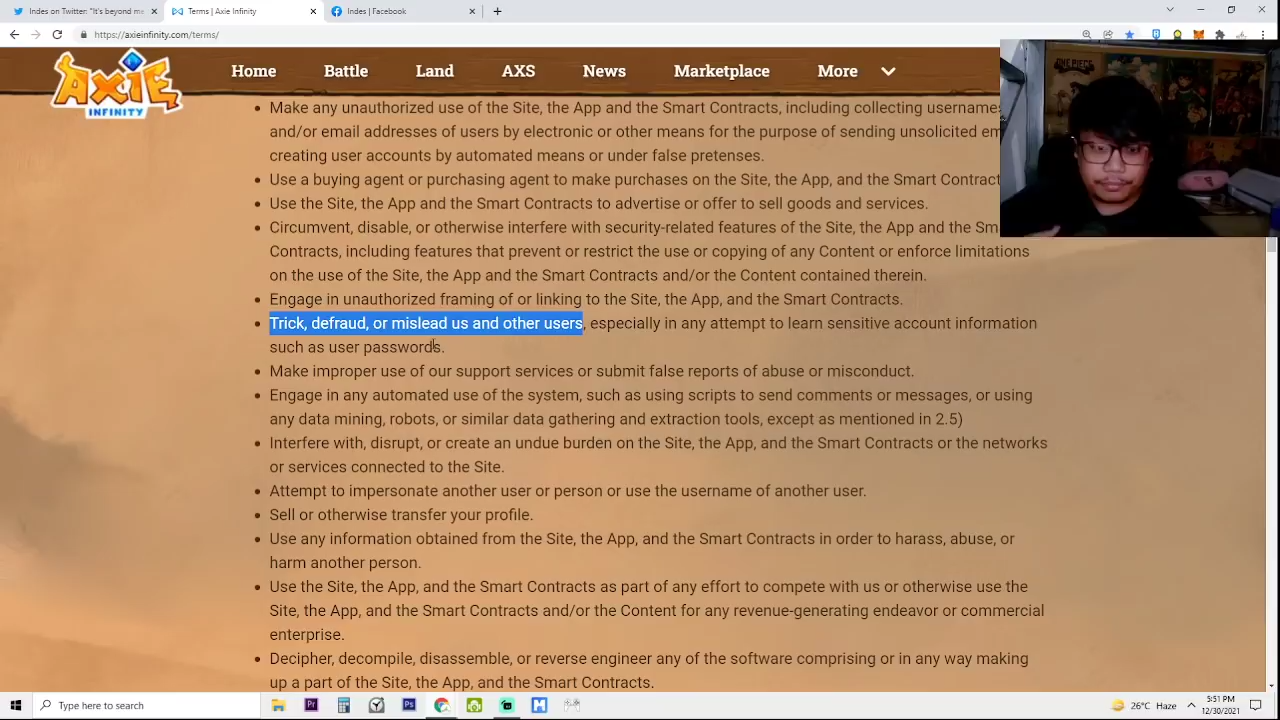 Indes on Twitter: "It's beyond m
Terms | Axie Infinity
Indes | Facebook
https://axieinfinity.com/terms/
AXIE
INFINITY
Home
Battle
Land
AXS
News
Marketplace
More
Make any unauthorized use of the Site, the App and the Smart Contracts, including collecting usernames
and/or email addresses of users by electronic or other means for the purpose of sending unsolicited em
creating user accounts by automated means or under false pretenses.
Use a buying agent or purchasing agent to make purchases on the Site, the App, and the Smart Contract
Use the Site, the App and the Smart Contracts to advertise or offer to sell goods and services.
Circumvent, disable, or otherwise interfere with security-related features of the Site, the App and the Sm
Contracts, including features that prevent or restrict the use or copying of any Content or enforce limitations
on the use of the Site, the App and the Smart Contracts and/or the Content contained therein.
Engage in unauthorized framing of or linking to the Site, the App, and the Smart Contracts.
Trick, defraud, or mislead us and other users, especially in any attempt to learn sensitive account information
such as user passwords.
Make improper use of our support services or submit false reports of abuse or misconduct.
Engage in any automated use of the system, such as using scripts to send comments or messages, or using
any data mining, robots, or similar data gathering and extraction tools, except as mentioned in 2.5)
Interfere with, disrupt, or create an undue burden on the Site, the App, and the Smart Contracts or the networks
or services connected to the Site.
Attempt to impersonate another user or person or use the username of another user.
Sell or otherwise transfer your profile.
Use any information obtained from the Site, the App, and the Smart Contracts in order to harass, abuse, or
harm another person.
Use the Site, the App, and the Smart Contracts as part of any effort to compete with us or otherwise use the
Site, the App, and the Smart Contracts and/or the Content for any revenue-generating endeavor or commercial
enterprise.
Decipher, decompile, disassemble, or reverse engineer any of the software comprising or in any way making
up a part of the Site, the App, and the Smart Contracts.
Type here to search
Pr
Ps
H
26°C Haze
5:51 PM
12/30/2021